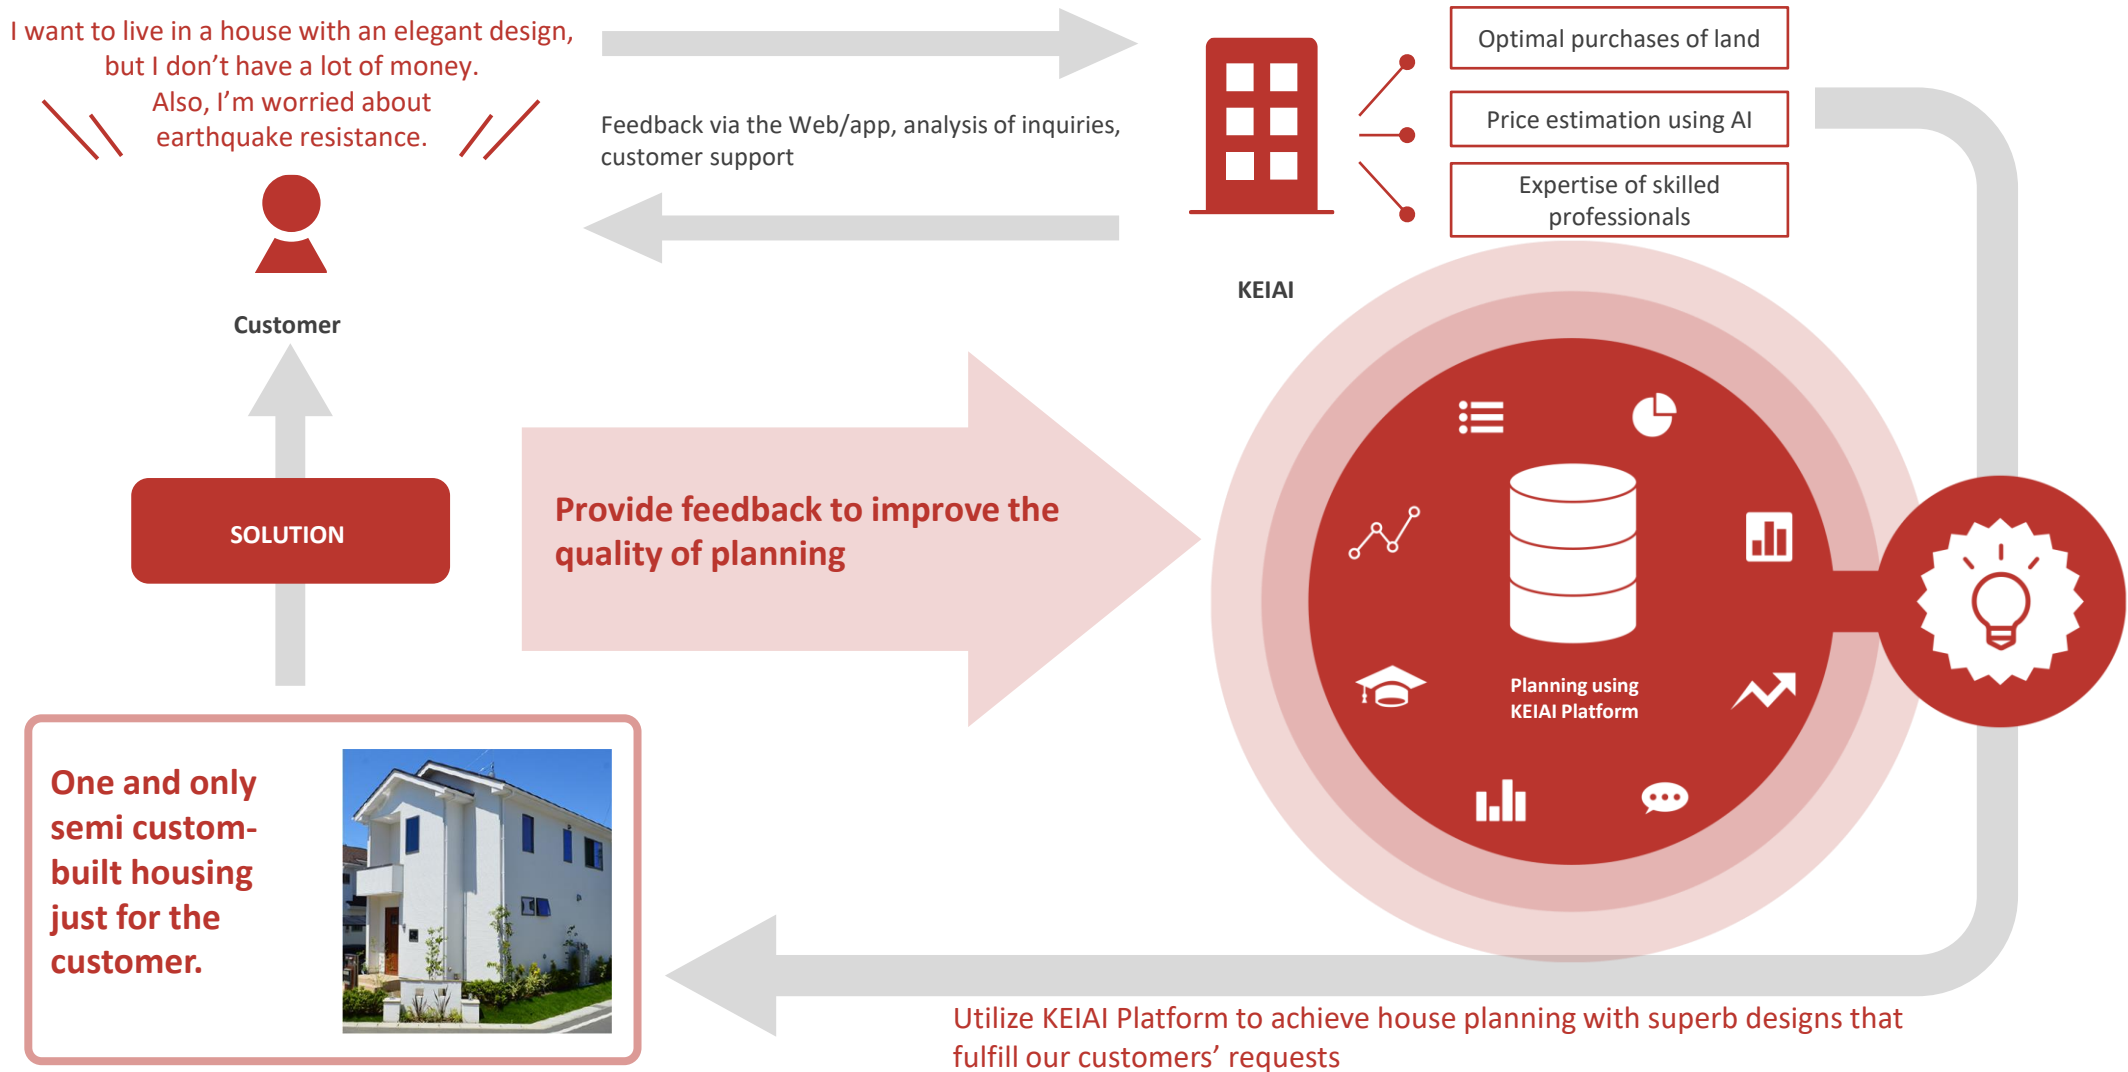 I want to live in a house with an elegant design,
but I don’t have a lot of money.
Also, I’m worried about
earthquake resistance.
Customer
Feedback via the Web/app, analysis of inquiries,
customer support
KEIAI
Optimal purchases of land
Price estimation using AI
Expertise of skilled
professionals
SOLUTION
Provide feedback to improve the
quality of planning
Planning using
KEIAI Platform
One and only
semi custom-
built housing
just for the
customer.
Utilize KEIAI Platform to achieve house planning with superb designs that
fulfill our customers’ requests